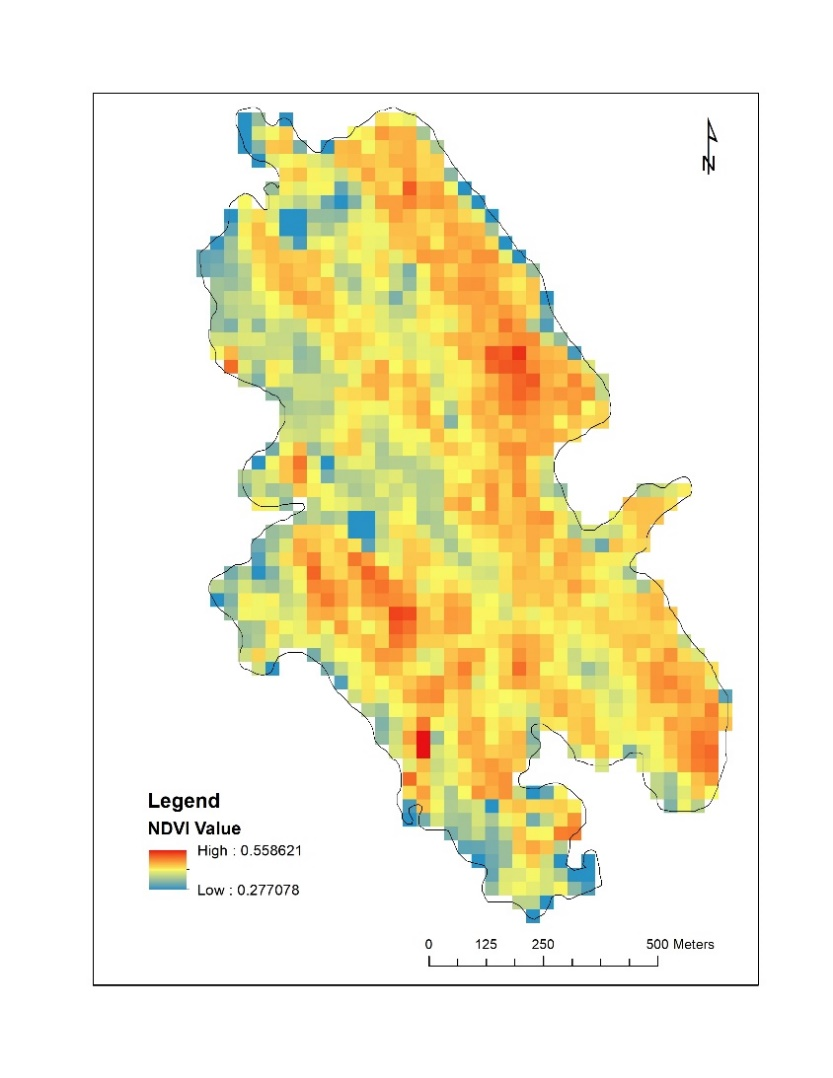 N
Legend
NDVI Value
High : 0.558621
Low : 0.277078
0 125 250 500 Meters